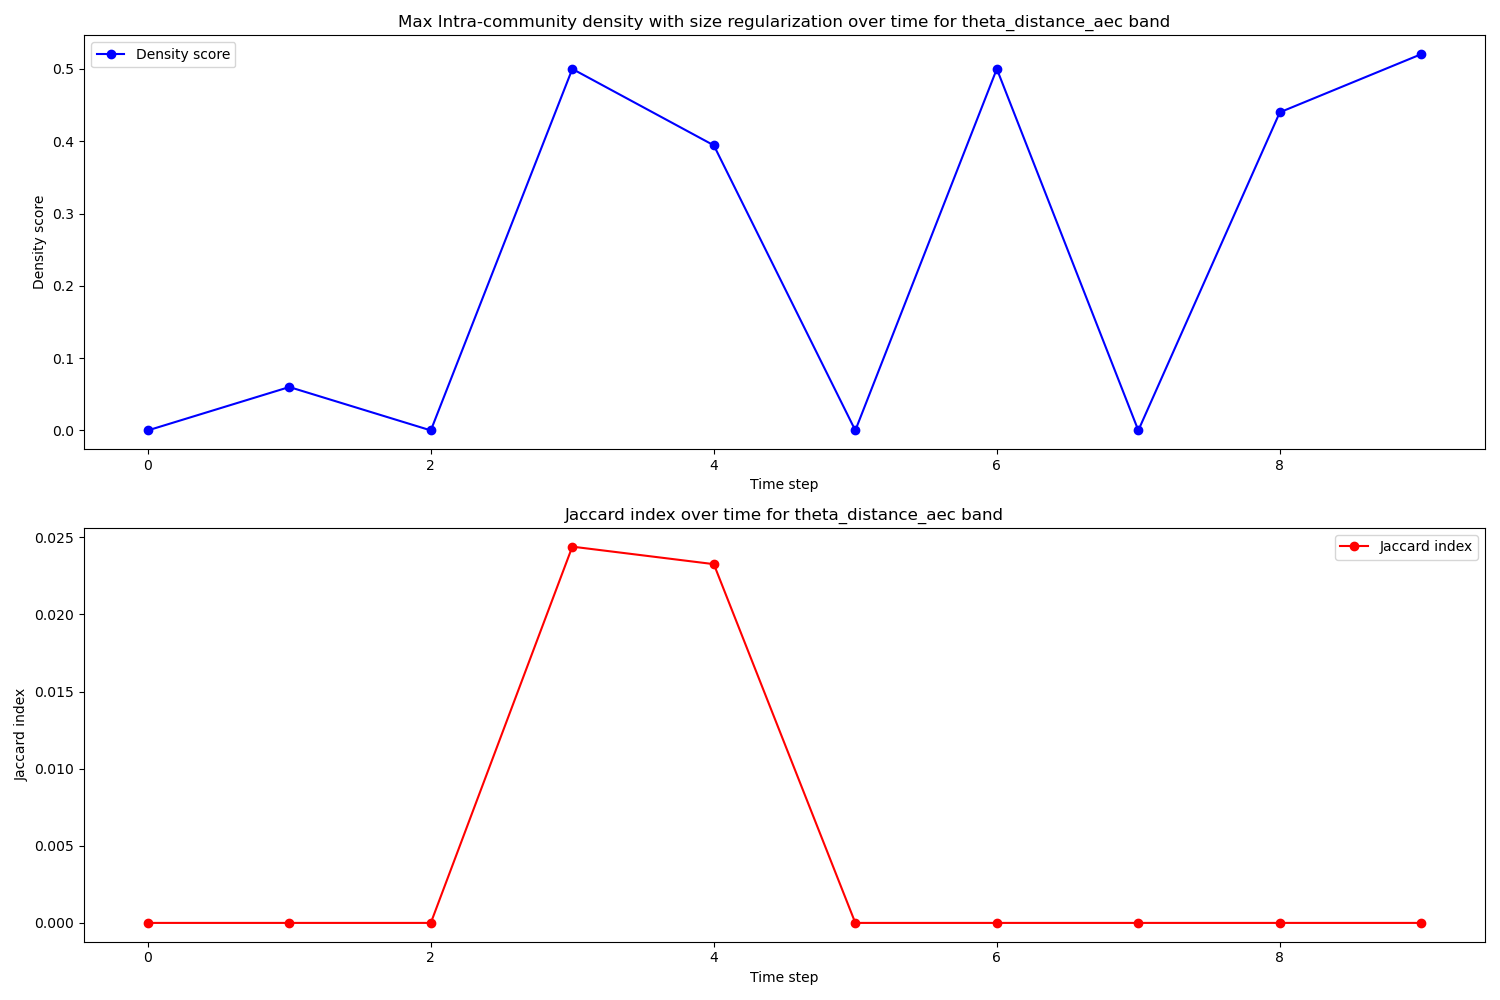 Max Intra-community density with size regularization over time for theta_distance_aec band
Density score
0.5
0.4
0.3
0.2
0.1
0.0
Density score
0 2 4 6 8
Time step
Jaccard index over time for theta_distance_aec band
Jaccard index
0.025
0.020
0.015
0.010
0.005
0.000
Jaccard index
0 2 4 6 8
Time step